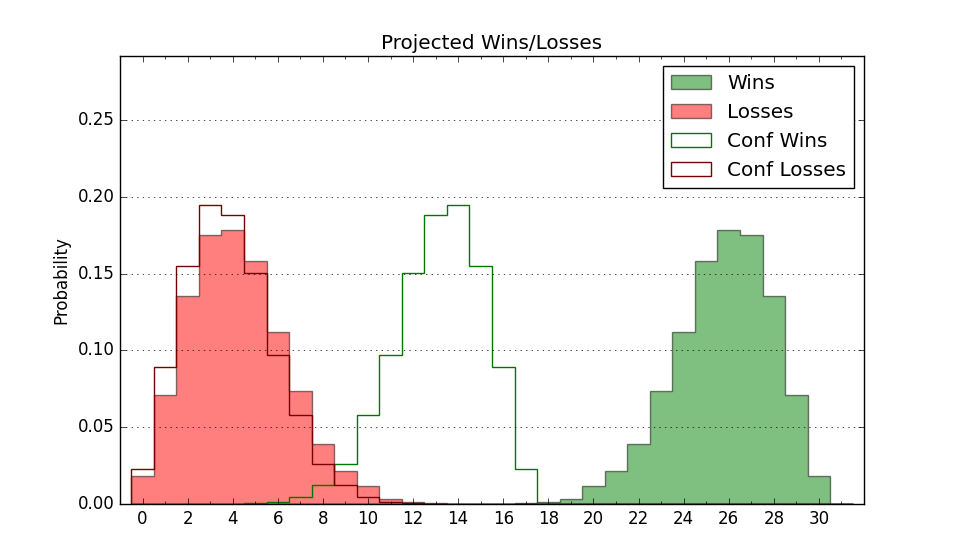 Projected Wins/Losses
Wins
Losses
Conf Wins
Conf Losses
Probability
0.25
0.20
0.15
0.10
0.05
0.00
0 2 4 6 8 10 12 14 16 18 20 22 24 26 28 30